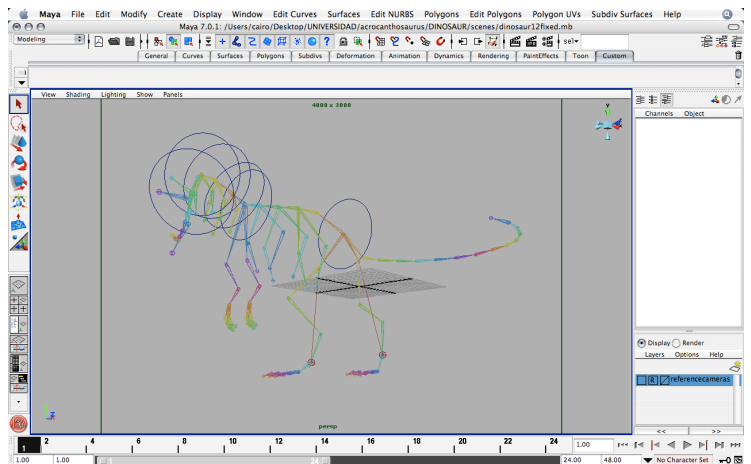 Maya File Edit Modify Create Display Window Edit Curves Surfaces Edit NURBS Polygons Edit Polygons Polygon UVs Subdiv Surfaces Help
Maya 7.0.1: /Users/cairo/Desktop/UNIVERSIDAD/acrocanthosaurus/DINOSAUR/scenes/dinosaur12fixed.mb
Modeling sel▾
General Curves Surfaces Polygons Subdivs Deformation Animation Dynamics Rendering PaintEffects Toon Custom
View Shading Lighting Show Panels
Channels Object
4000 x 3000
y
Display Render
Layers Options Help
R referencecameras
persp
<< >>
1 2 4 6 8 10 12 14 16 18 20 22 24 1.00
1.00 1.00 1 24 24.00 48.00 No Character Set